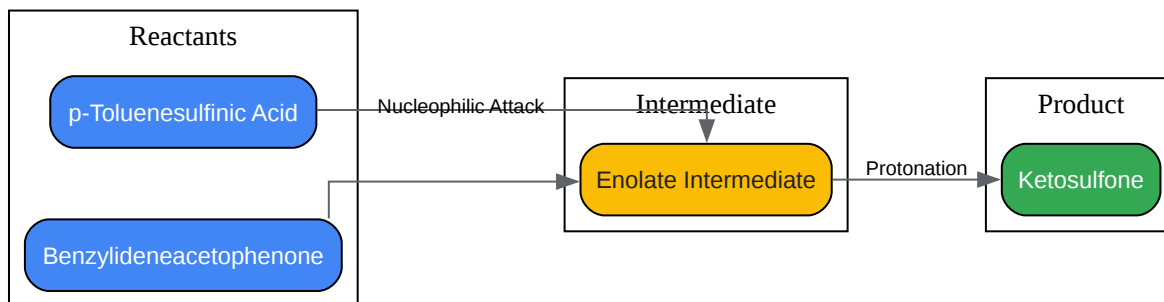 Reactants
p-Toluenesulfinic Acid
Benzylideneacetophenone
Nucleophilic Attack
Intermediate
Enolate Intermediate
Protonation
Product
Ketosulfone